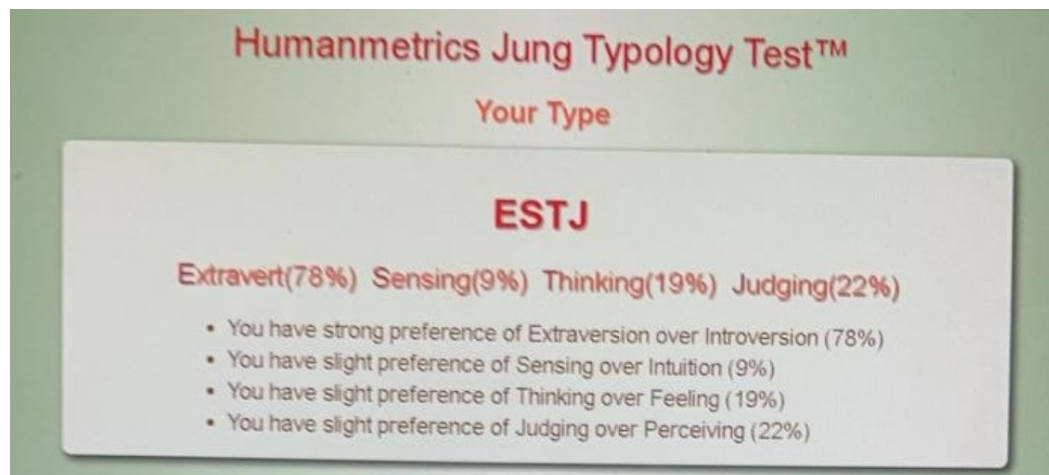 Humanmetrics Jung Typology Test™
Your Type
ESTJ
Extravert(78%) Sensing(9%) Thinking(19%) Judging(22%)
• You have strong preference of Extraversion over Introversion (78%)
• You have slight preference of Sensing over Intuition (9%)
• You have slight preference of Thinking over Feeling (19%)
• You have slight preference of Judging over Perceiving (22%)